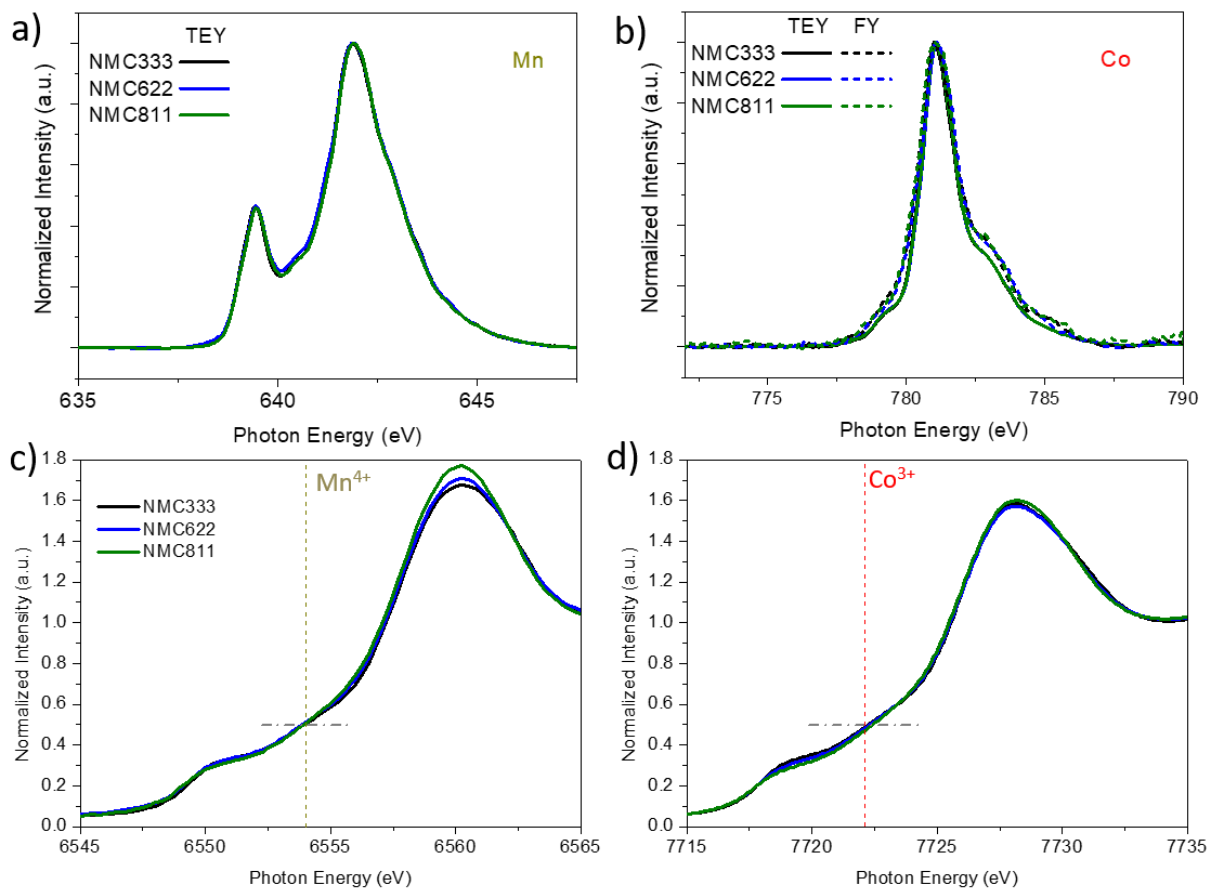 a)
TEY
NMC333
NMC622
NMC811
Mn
Normalized Intensity (a.u.)
635 640 645
Photon Energy (eV)
b)
TEY FY
NMC333
NMC622
NMC811
Co
Normalized Intensity (a.u.)
775 780 785 790
Photon Energy (eV)
c)
Mn⁴⁺
NMC333
NMC622
NMC811
Normalized Intensity (a.u.)
1.8
1.6
1.4
1.2
1.0
0.8
0.6
0.4
0.2
0.0
6545 6550 6555 6560 6565
Photon Energy (eV)
d)
Co³⁺
Normalized Intensity (a.u.)
1.8
1.6
1.4
1.2
1.0
0.8
0.6
0.4
0.2
0.0
7715 7720 7725 7730 7735
Photon Energy (eV)